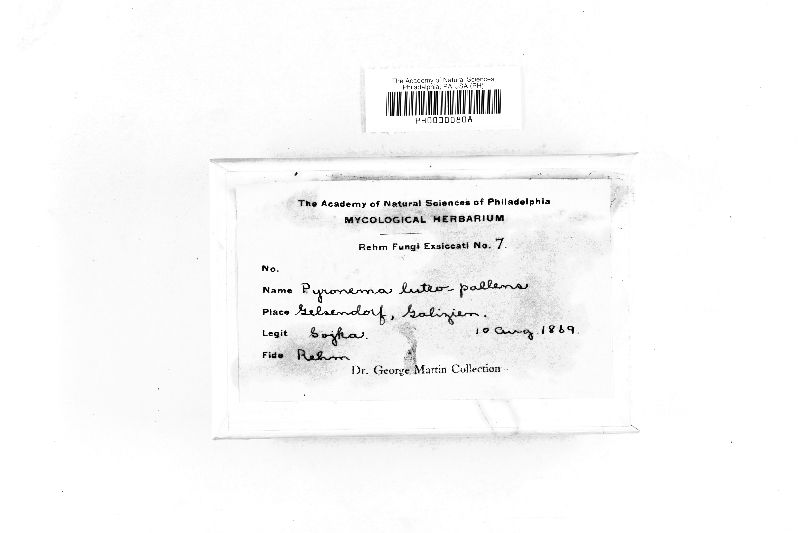 The Academy of Natural Sciences
Philadelphia, PA USA (PH)
PH0000080A
The Academy of Natural Sciences of Philadelphia
MYCOLOGICAL HERBARIUM
Rehm Fungi Exsiccati No. 7.
No.
Name Pyronema luteo-pallens
Place Gelsendorf, Galizien.
Legit Bojka. 10 Aug. 1869.
Fide Rehm
Dr. George Martin Collection